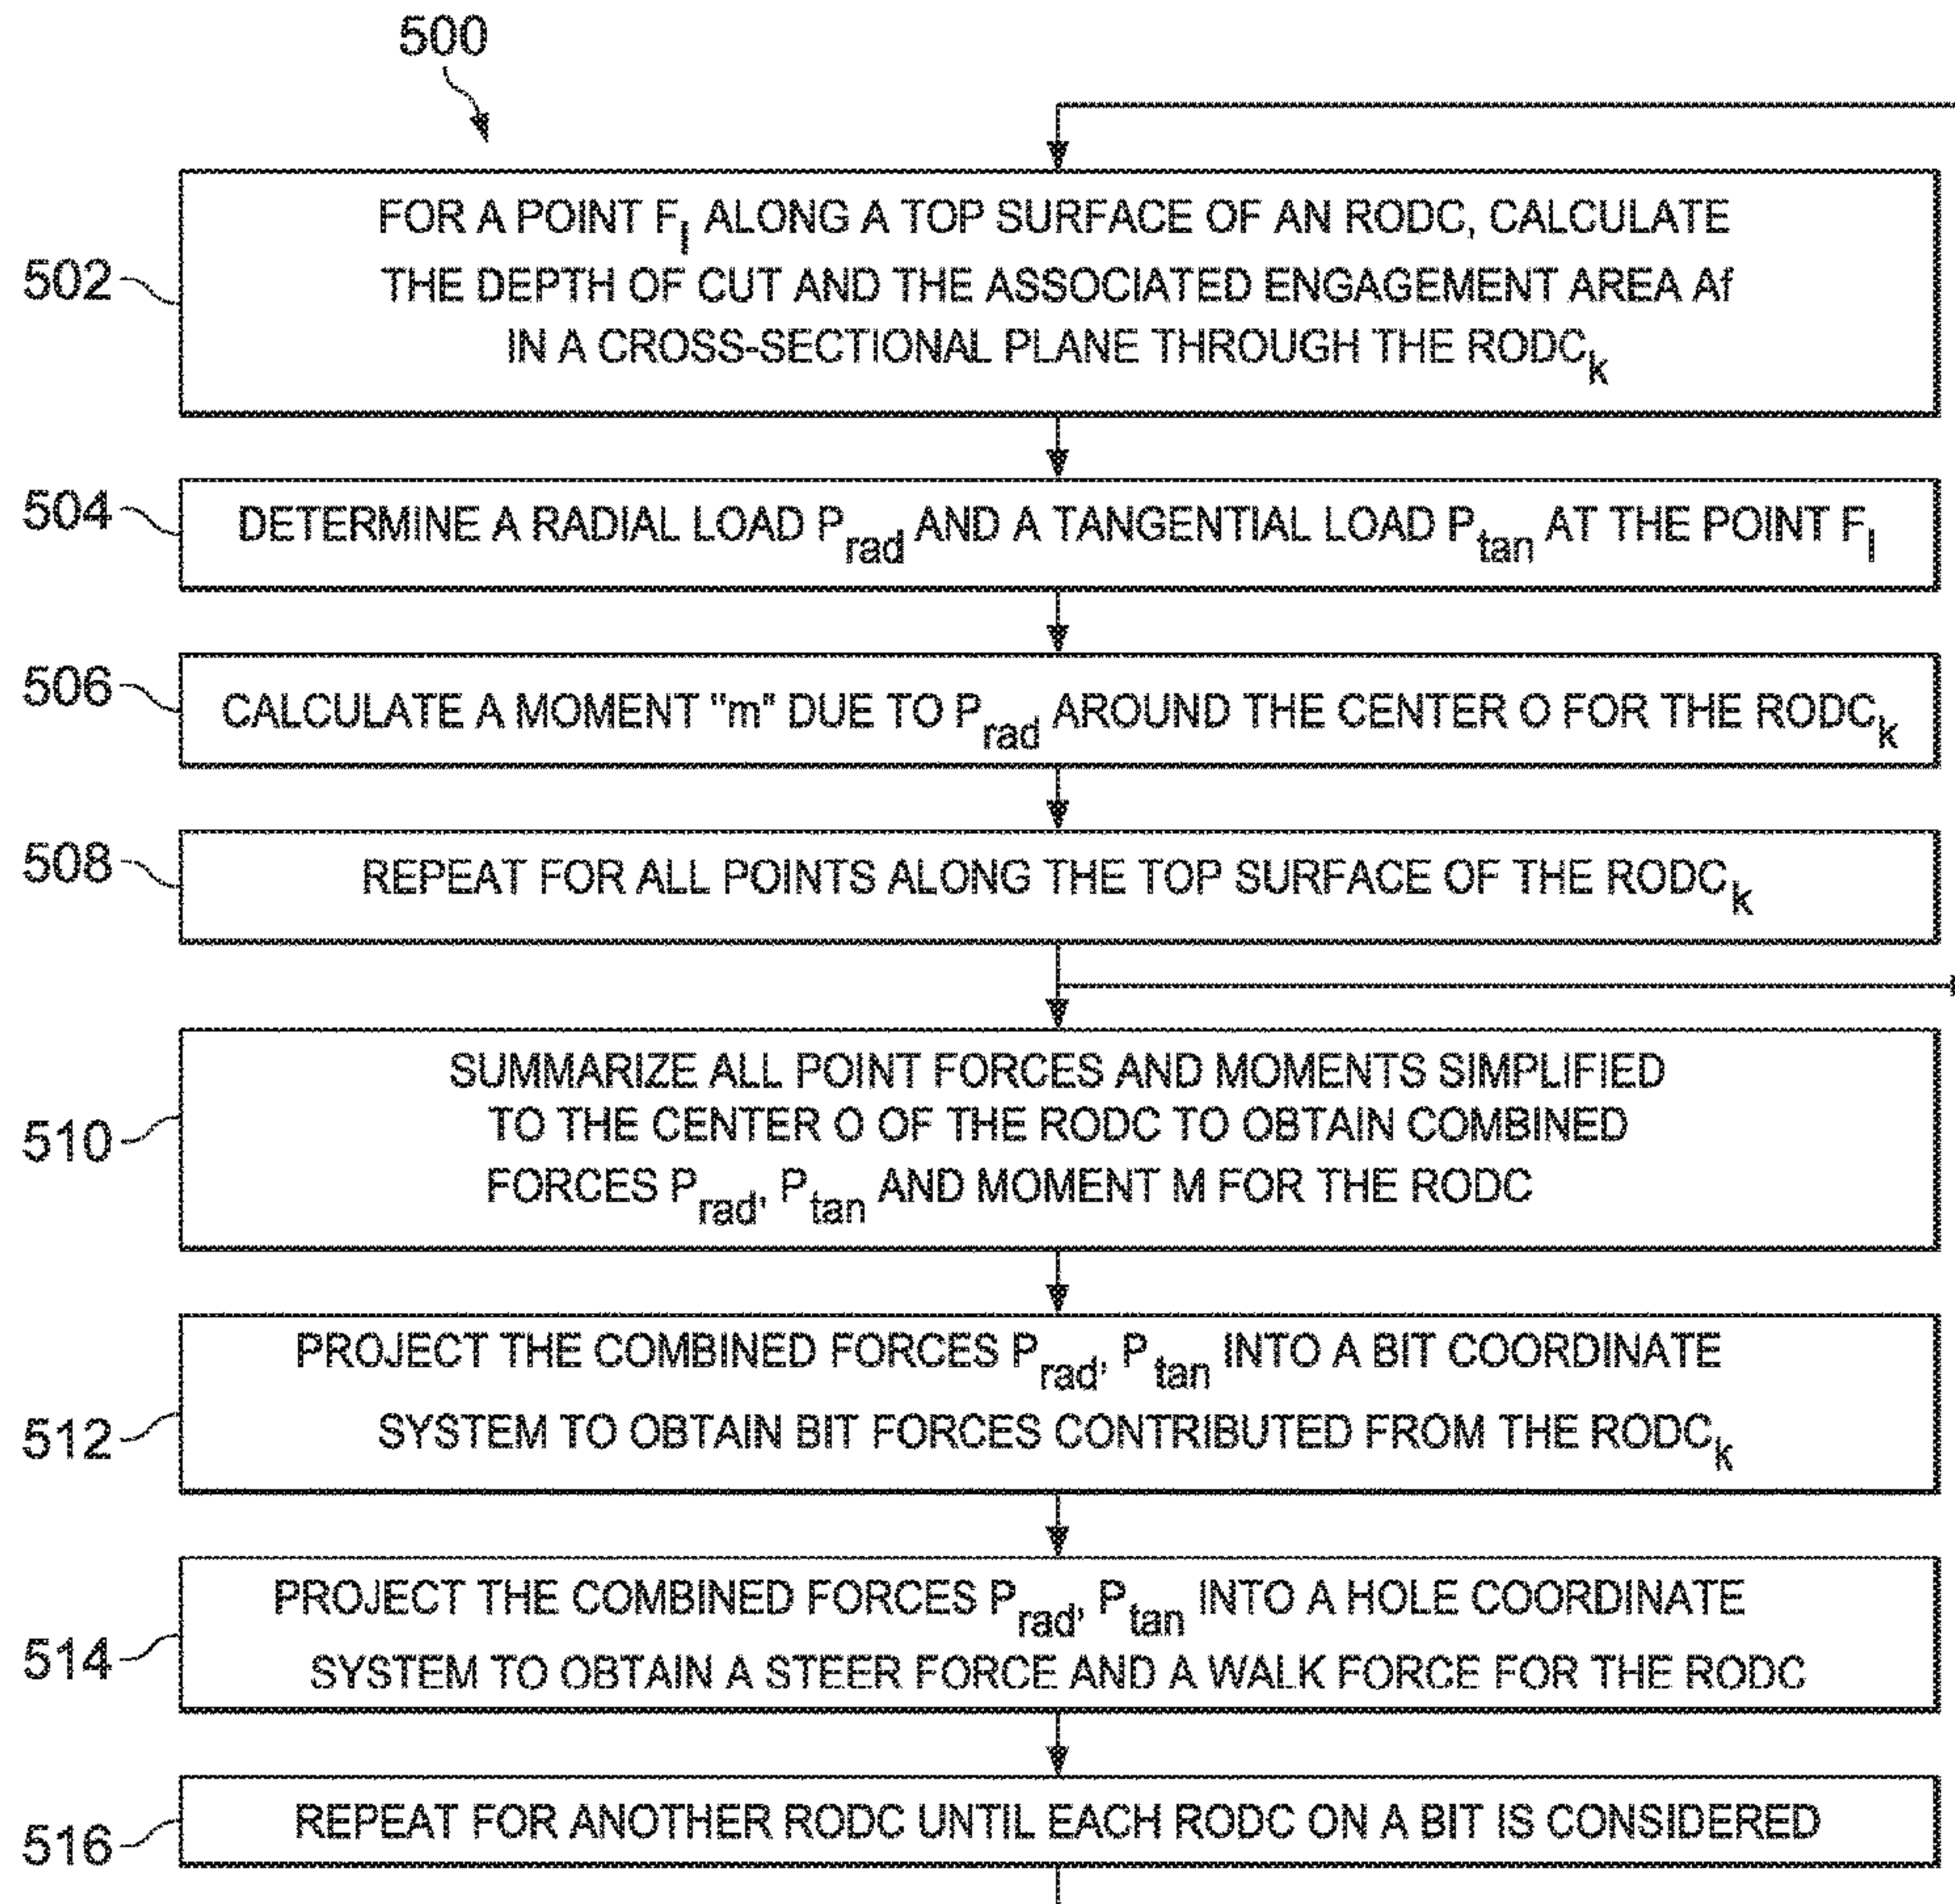 500
502
FOR A POINT Fl ALONG A TOP SURFACE OF AN RODC, CALCULATE
THE DEPTH OF CUT AND THE ASSOCIATED ENGAGEMENT AREA Af
IN A CROSS-SECTIONAL PLANE THROUGH THE RODCk
504
DETERMINE A RADIAL LOAD Prad AND A TANGENTIAL LOAD Ptan AT THE POINT Fl
506
CALCULATE A MOMENT "m" DUE TO Prad AROUND THE CENTER O FOR THE RODCk
508
REPEAT FOR ALL POINTS ALONG THE TOP SURFACE OF THE RODCk
510
SUMMARIZE ALL POINT FORCES AND MOMENTS SIMPLIFIED
TO THE CENTER O OF THE RODC TO OBTAIN COMBINED
FORCES Prad, Ptan AND MOMENT M FOR THE RODC
512
PROJECT THE COMBINED FORCES Prad, Ptan INTO A BIT COORDINATE
SYSTEM TO OBTAIN BIT FORCES CONTRIBUTED FROM THE RODCk
514
PROJECT THE COMBINED FORCES Prad, Ptan INTO A HOLE COORDINATE
SYSTEM TO OBTAIN A STEER FORCE AND A WALK FORCE FOR THE RODC
516
REPEAT FOR ANOTHER RODC UNTIL EACH RODC ON A BIT IS CONSIDERED